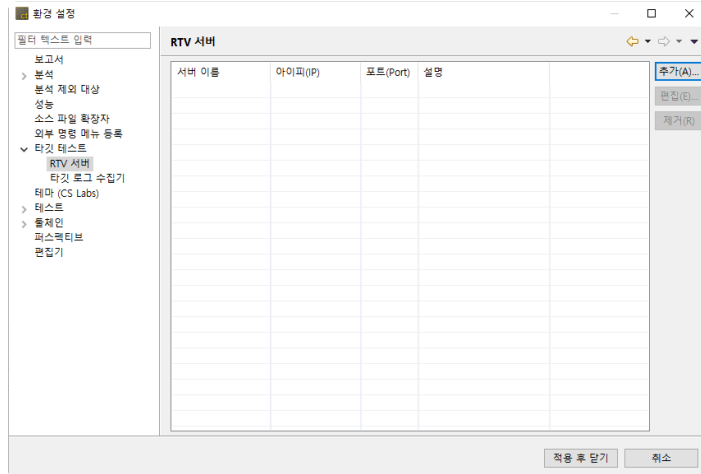 환경 설정
필터 텍스트 입력
보고서
분석
분석 제외 대상
성능
소스 파일 확장자
외부 명령 메뉴 등록
타깃 테스트
RTV 서버
타깃 로그 수집기
테마 (CS Labs)
테스트
툴체인
퍼스펙티브
편집기
RTV 서버
서버 이름 아이피(IP) 포트(Port) 설명
추가(A)...
편집(E)...
제거(R)
적용 후 닫기 취소